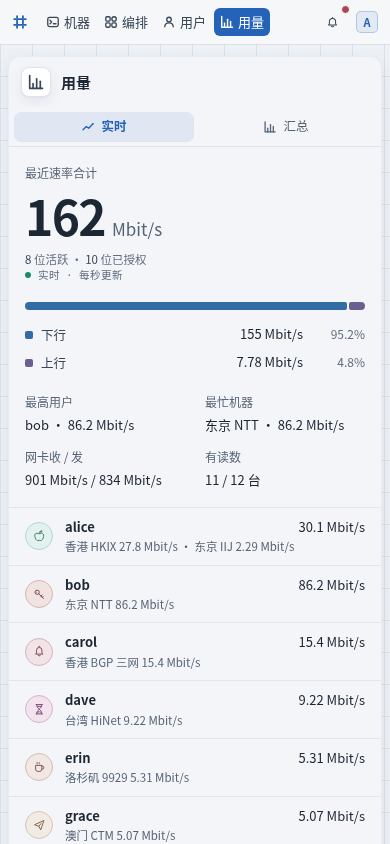 机器 编排 用户 用量 A
用量
实时 汇总
最近速率合计
162 Mbit/s
8 位活跃 · 10 位已授权
实时 · 每秒更新
下行 155 Mbit/s 95.2%
上行 7.78 Mbit/s 4.8%
最高用户 最忙机器
bob · 86.2 Mbit/s 东京 NTT · 86.2 Mbit/s
网卡收 / 发 有读数
901 Mbit/s / 834 Mbit/s 11 / 12 台
alice 30.1 Mbit/s
香港 HKIX 27.8 Mbit/s · 东京 IIJ 2.29 Mbit/s
bob 86.2 Mbit/s
东京 NTT 86.2 Mbit/s
carol 15.4 Mbit/s
香港 BGP 三网 15.4 Mbit/s
dave 9.22 Mbit/s
台湾 HiNet 9.22 Mbit/s
erin 5.31 Mbit/s
洛杉矶 9929 5.31 Mbit/s
grace 5.07 Mbit/s
澳门 CTM 5.07 Mbit/s